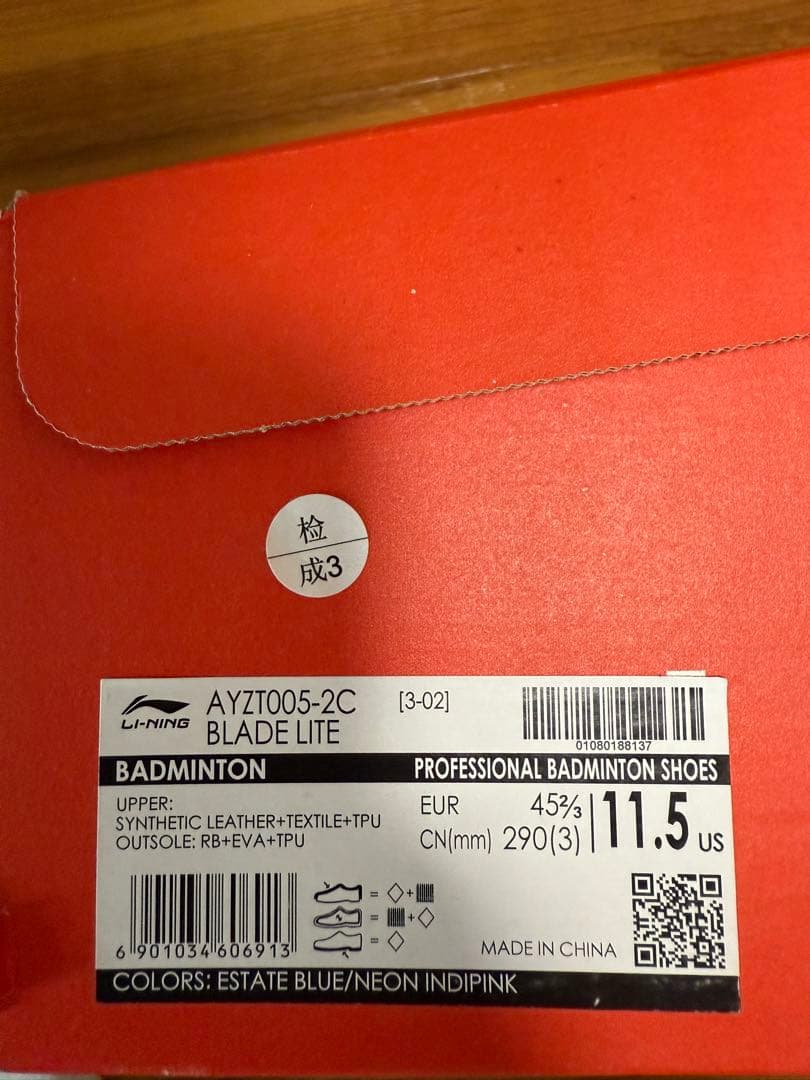 检
成3
LI-NING
AYZT005-2C [3-02]
BLADE LITE
01080188137
BADMINTON PROFESSIONAL BADMINTON SHOES
UPPER:
SYNTHETIC LEATHER+TEXTILE+TPU
OUTSOLE: RB+EVA+TPU
EUR 45⅔
CN(mm) 290(3)
11.5 US
6 901034 606913
MADE IN CHINA
COLORS: ESTATE BLUE/NEON INDIPINK